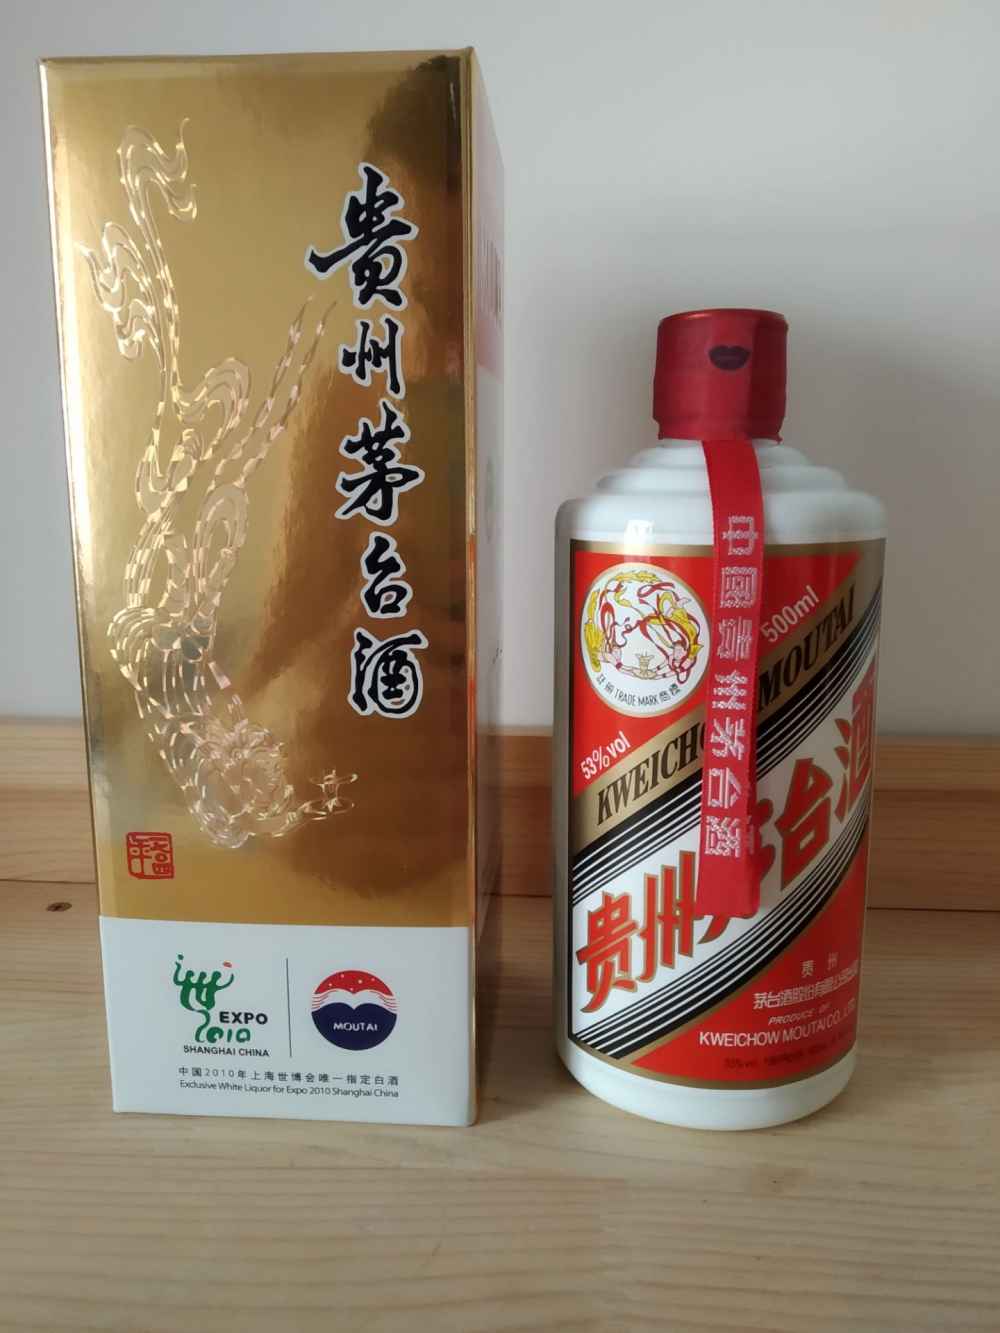 贵州茅台酒
EXPO
2010
SHANGHAI CHINA
MOUTAI
中国2010年上海世博会唯一指定白酒
Exclusive White Liquor for Expo 2010 Shanghai China
中国贵州茅台酒
500ml
注册 TRADE MARK 商标
53%vol
KWEICHO MOUTAI
贵州茅台酒
贵州
茅台酒股份有限公司出品
PRODUCE OF
KWEICHOW MOUTAI CO., LTD